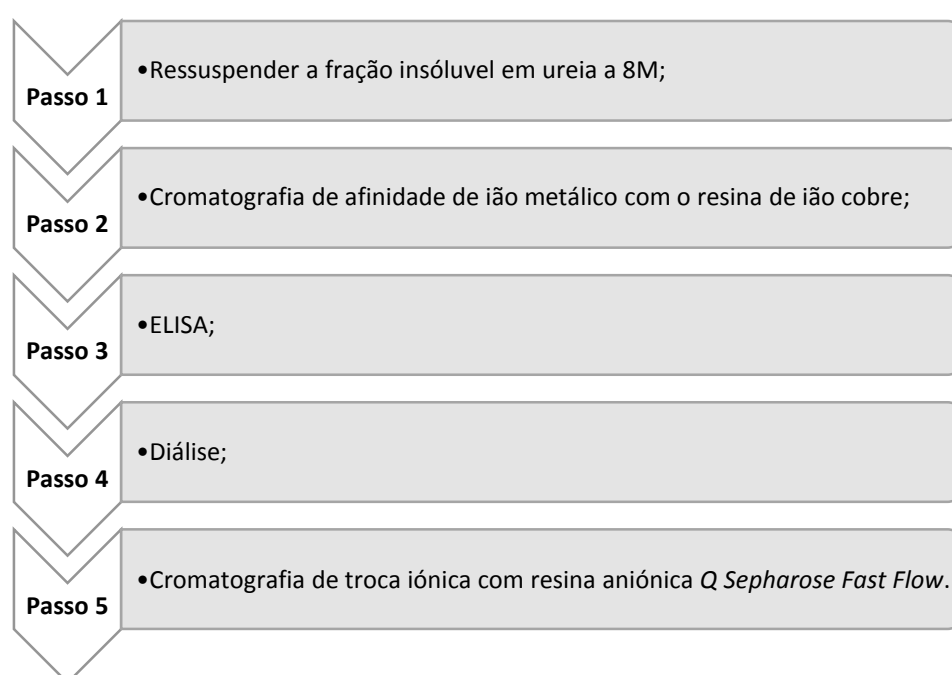 Passo 1
•Ressuspender a fração insóluvel em ureia a 8M;
Passo 2
•Cromatografia de afinidade de ião metálico com o resina de ião cobre;
Passo 3
•ELISA;
Passo 4
•Diálise;
Passo 5
•Cromatografia de troca iónica com resina aniónica Q Sepharose Fast Flow.